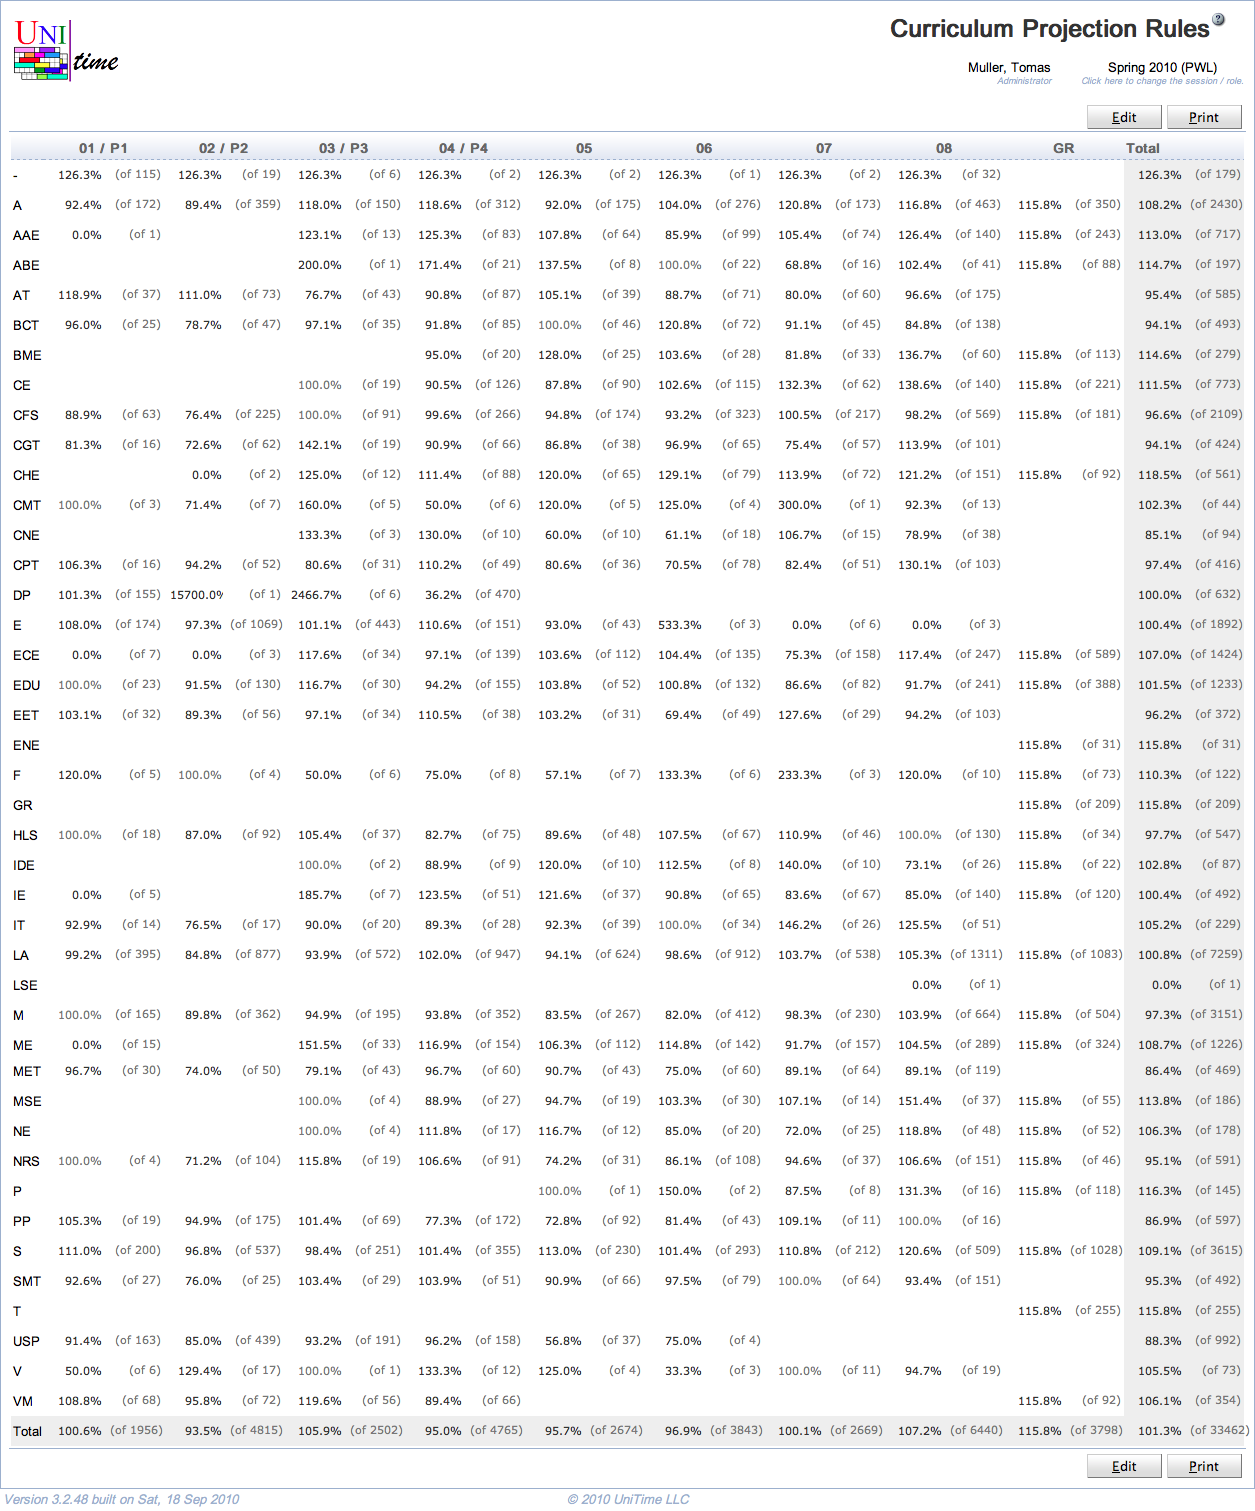 UNI
time
Curriculum Projection Rules?
Muller, Tomas Spring 2010 (PWL)
Administrator Click here to change the session / role.
Edit Print
01 / P1 02 / P2 03 / P3 04 / P4 05 06 07 08 GR Total
- 126.3% (of 115) 126.3% (of 19) 126.3% (of 6) 126.3% (of 2) 126.3% (of 2) 126.3% (of 1) 126.3% (of 2) 126.3% (of 32) 126.3% (of 179)
A 92.4% (of 172) 89.4% (of 359) 118.0% (of 150) 118.6% (of 312) 92.0% (of 175) 104.0% (of 276) 120.8% (of 173) 116.8% (of 463) 115.8% (of 350) 108.2% (of 2430)
AAE 0.0% (of 1) 123.1% (of 13) 125.3% (of 83) 107.8% (of 64) 85.9% (of 99) 105.4% (of 74) 126.4% (of 140) 115.8% (of 243) 113.0% (of 717)
ABE 200.0% (of 1) 171.4% (of 21) 137.5% (of 8) 100.0% (of 22) 68.8% (of 16) 102.4% (of 41) 115.8% (of 88) 114.7% (of 197)
AT 118.9% (of 37) 111.0% (of 73) 76.7% (of 43) 90.8% (of 87) 105.1% (of 39) 88.7% (of 71) 80.0% (of 60) 96.6% (of 175) 95.4% (of 585)
BCT 96.0% (of 25) 78.7% (of 47) 97.1% (of 35) 91.8% (of 85) 100.0% (of 46) 120.8% (of 72) 91.1% (of 45) 84.8% (of 138) 94.1% (of 493)
BME 95.0% (of 20) 128.0% (of 25) 103.6% (of 28) 81.8% (of 33) 136.7% (of 60) 115.8% (of 113) 114.6% (of 279)
CE 100.0% (of 19) 90.5% (of 126) 87.8% (of 90) 102.6% (of 115) 132.3% (of 62) 138.6% (of 140) 115.8% (of 221) 111.5% (of 773)
CFS 88.9% (of 63) 76.4% (of 225) 100.0% (of 91) 99.6% (of 266) 94.8% (of 174) 93.2% (of 323) 100.5% (of 217) 98.2% (of 569) 115.8% (of 181) 96.6% (of 2109)
CGT 81.3% (of 16) 72.6% (of 62) 142.1% (of 19) 90.9% (of 66) 86.8% (of 38) 96.9% (of 65) 75.4% (of 57) 113.9% (of 101) 94.1% (of 424)
CHE 0.0% (of 2) 125.0% (of 12) 111.4% (of 88) 120.0% (of 65) 129.1% (of 79) 113.9% (of 72) 121.2% (of 151) 115.8% (of 92) 118.5% (of 561)
CMT 100.0% (of 3) 71.4% (of 7) 160.0% (of 5) 50.0% (of 6) 120.0% (of 5) 125.0% (of 4) 300.0% (of 1) 92.3% (of 13) 102.3% (of 44)
CNE 133.3% (of 3) 130.0% (of 10) 60.0% (of 10) 61.1% (of 18) 106.7% (of 15) 78.9% (of 38) 85.1% (of 94)
CPT 106.3% (of 16) 94.2% (of 52) 80.6% (of 31) 110.2% (of 49) 80.6% (of 36) 70.5% (of 78) 82.4% (of 51) 130.1% (of 103) 97.4% (of 416)
DP 101.3% (of 155) 15700.0% (of 1) 2466.7% (of 6) 36.2% (of 470) 100.0% (of 632)
E 108.0% (of 174) 97.3% (of 1069) 101.1% (of 443) 110.6% (of 151) 93.0% (of 43) 533.3% (of 3) 0.0% (of 6) 0.0% (of 3) 100.4% (of 1892)
ECE 0.0% (of 7) 0.0% (of 3) 117.6% (of 34) 97.1% (of 139) 103.6% (of 112) 104.4% (of 135) 75.3% (of 158) 117.4% (of 247) 115.8% (of 589) 107.0% (of 1424)
EDU 100.0% (of 23) 91.5% (of 130) 116.7% (of 30) 94.2% (of 155) 103.8% (of 52) 100.8% (of 132) 86.6% (of 82) 91.7% (of 241) 115.8% (of 388) 101.5% (of 1233)
EET 103.1% (of 32) 89.3% (of 56) 97.1% (of 34) 110.5% (of 38) 103.2% (of 31) 69.4% (of 49) 127.6% (of 29) 94.2% (of 103) 96.2% (of 372)
ENE 115.8% (of 31) 115.8% (of 31)
F 120.0% (of 5) 100.0% (of 4) 50.0% (of 6) 75.0% (of 8) 57.1% (of 7) 133.3% (of 6) 233.3% (of 3) 120.0% (of 10) 115.8% (of 73) 110.3% (of 122)
GR 115.8% (of 209) 115.8% (of 209)
HLS 100.0% (of 18) 87.0% (of 92) 105.4% (of 37) 82.7% (of 75) 89.6% (of 48) 107.5% (of 67) 110.9% (of 46) 100.0% (of 130) 115.8% (of 34) 97.7% (of 547)
IDE 100.0% (of 2) 88.9% (of 9) 120.0% (of 10) 112.5% (of 8) 140.0% (of 10) 73.1% (of 26) 115.8% (of 22) 102.8% (of 87)
IE 0.0% (of 5) 185.7% (of 7) 123.5% (of 51) 121.6% (of 37) 90.8% (of 65) 83.6% (of 67) 85.0% (of 140) 115.8% (of 120) 100.4% (of 492)
IT 92.9% (of 14) 76.5% (of 17) 90.0% (of 20) 89.3% (of 28) 92.3% (of 39) 100.0% (of 34) 146.2% (of 26) 125.5% (of 51) 105.2% (of 229)
LA 99.2% (of 395) 84.8% (of 877) 93.9% (of 572) 102.0% (of 947) 94.1% (of 624) 98.6% (of 912) 103.7% (of 538) 105.3% (of 1311) 115.8% (of 1083) 100.8% (of 7259)
LSE 0.0% (of 1) 0.0% (of 1)
M 100.0% (of 165) 89.8% (of 362) 94.9% (of 195) 93.8% (of 352) 83.5% (of 267) 82.0% (of 412) 98.3% (of 230) 103.9% (of 664) 115.8% (of 504) 97.3% (of 3151)
ME 0.0% (of 15) 151.5% (of 33) 116.9% (of 154) 106.3% (of 112) 114.8% (of 142) 91.7% (of 157) 104.5% (of 289) 115.8% (of 324) 108.7% (of 1226)
MET 96.7% (of 30) 74.0% (of 50) 79.1% (of 43) 96.7% (of 60) 90.7% (of 43) 75.0% (of 60) 89.1% (of 64) 89.1% (of 119) 86.4% (of 469)
MSE 100.0% (of 4) 88.9% (of 27) 94.7% (of 19) 103.3% (of 30) 107.1% (of 14) 151.4% (of 37) 115.8% (of 55) 113.8% (of 186)
NE 100.0% (of 4) 111.8% (of 17) 116.7% (of 12) 85.0% (of 20) 72.0% (of 25) 118.8% (of 48) 115.8% (of 52) 106.3% (of 178)
NRS 100.0% (of 4) 71.2% (of 104) 115.8% (of 19) 106.6% (of 91) 74.2% (of 31) 86.1% (of 108) 94.6% (of 37) 106.6% (of 151) 115.8% (of 46) 95.1% (of 591)
P 100.0% (of 1) 150.0% (of 2) 87.5% (of 8) 131.3% (of 16) 115.8% (of 118) 116.3% (of 145)
PP 105.3% (of 19) 94.9% (of 175) 101.4% (of 69) 77.3% (of 172) 72.8% (of 92) 81.4% (of 43) 109.1% (of 11) 100.0% (of 16) 86.9% (of 597)
S 111.0% (of 200) 96.8% (of 537) 98.4% (of 251) 101.4% (of 355) 113.0% (of 230) 101.4% (of 293) 110.8% (of 212) 120.6% (of 509) 115.8% (of 1028) 109.1% (of 3615)
SMT 92.6% (of 27) 76.0% (of 25) 103.4% (of 29) 103.9% (of 51) 90.9% (of 66) 97.5% (of 79) 100.0% (of 64) 93.4% (of 151) 95.3% (of 492)
T 115.8% (of 255) 115.8% (of 255)
USP 91.4% (of 163) 85.0% (of 439) 93.2% (of 191) 96.2% (of 158) 56.8% (of 37) 75.0% (of 4) 88.3% (of 992)
V 50.0% (of 6) 129.4% (of 17) 100.0% (of 1) 133.3% (of 12) 125.0% (of 4) 33.3% (of 3) 100.0% (of 11) 94.7% (of 19) 105.5% (of 73)
VM 108.8% (of 68) 95.8% (of 72) 119.6% (of 56) 89.4% (of 66) 115.8% (of 92) 106.1% (of 354)
Total 100.6% (of 1956) 93.5% (of 4815) 105.9% (of 2502) 95.0% (of 4765) 95.7% (of 2674) 96.9% (of 3843) 100.1% (of 2669) 107.2% (of 6440) 115.8% (of 3798) 101.3% (of 33462)
Edit Print
Version 3.2.48 built on Sat, 18 Sep 2010 © 2010 UniTime LLC